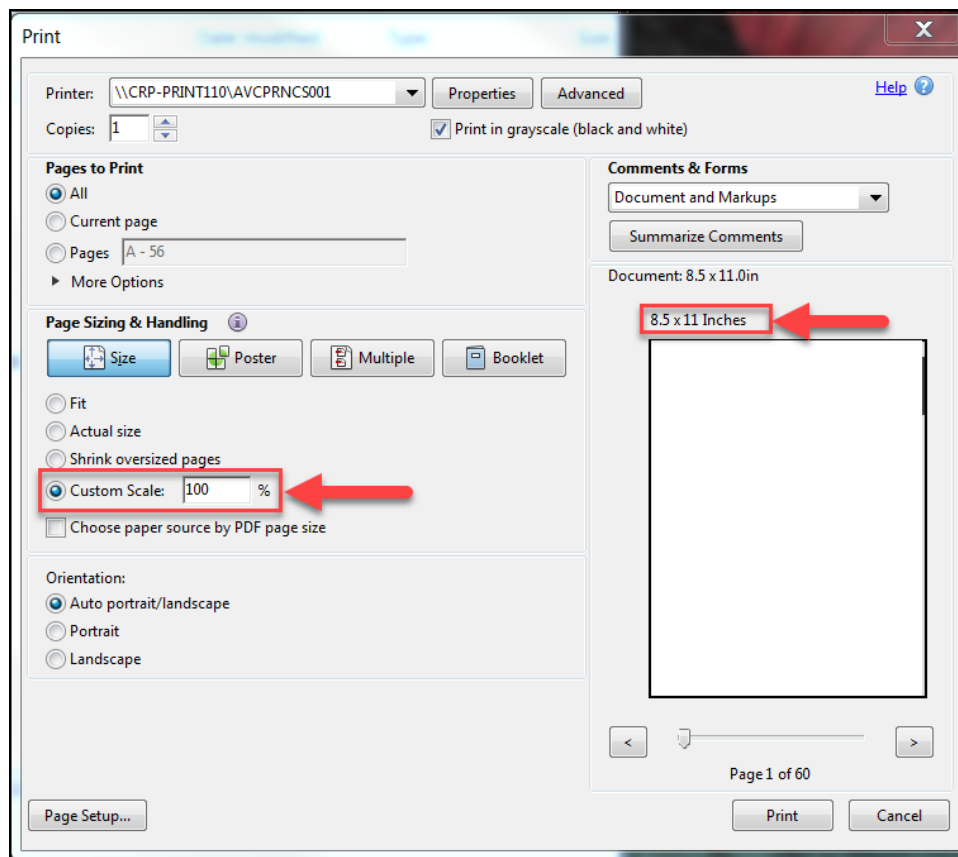 Print
Printer: \\CRP-PRINT110\AVCPRNCS001 Properties Advanced Help
Copies: 1 Print in grayscale (black and white)
Pages to Print
All
Current page
Pages A - 56
More Options
Comments & Forms
Document and Markups
Summarize Comments
Page Sizing & Handling
Size Poster Multiple Booklet
Fit
Actual size
Shrink oversized pages
Custom Scale: 100 %
Choose paper source by PDF page size
Orientation:
Auto portrait/landscape
Portrait
Landscape
Document: 8.5 x 11.0in
8.5 x 11 Inches
< >
Page 1 of 60
Page Setup... Print Cancel